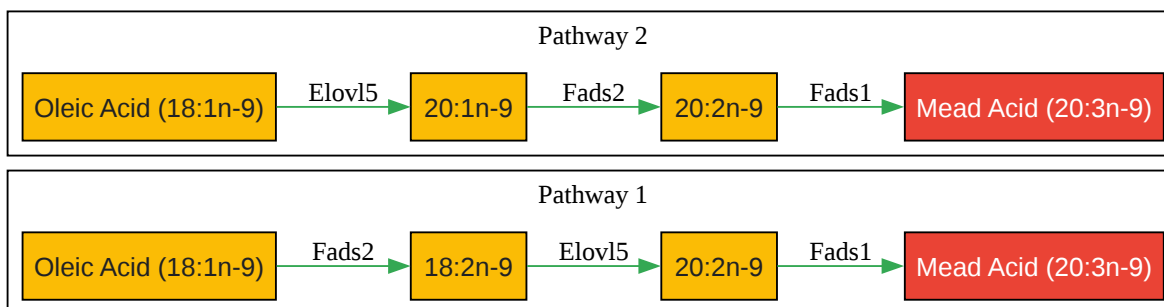 Pathway 2
Oleic Acid (18:1n-9)
Elovl5
20:1n-9
Fads2
20:2n-9
Fads1
Mead Acid (20:3n-9)
Pathway 1
Oleic Acid (18:1n-9)
Fads2
18:2n-9
Elovl5
20:2n-9
Fads1
Mead Acid (20:3n-9)